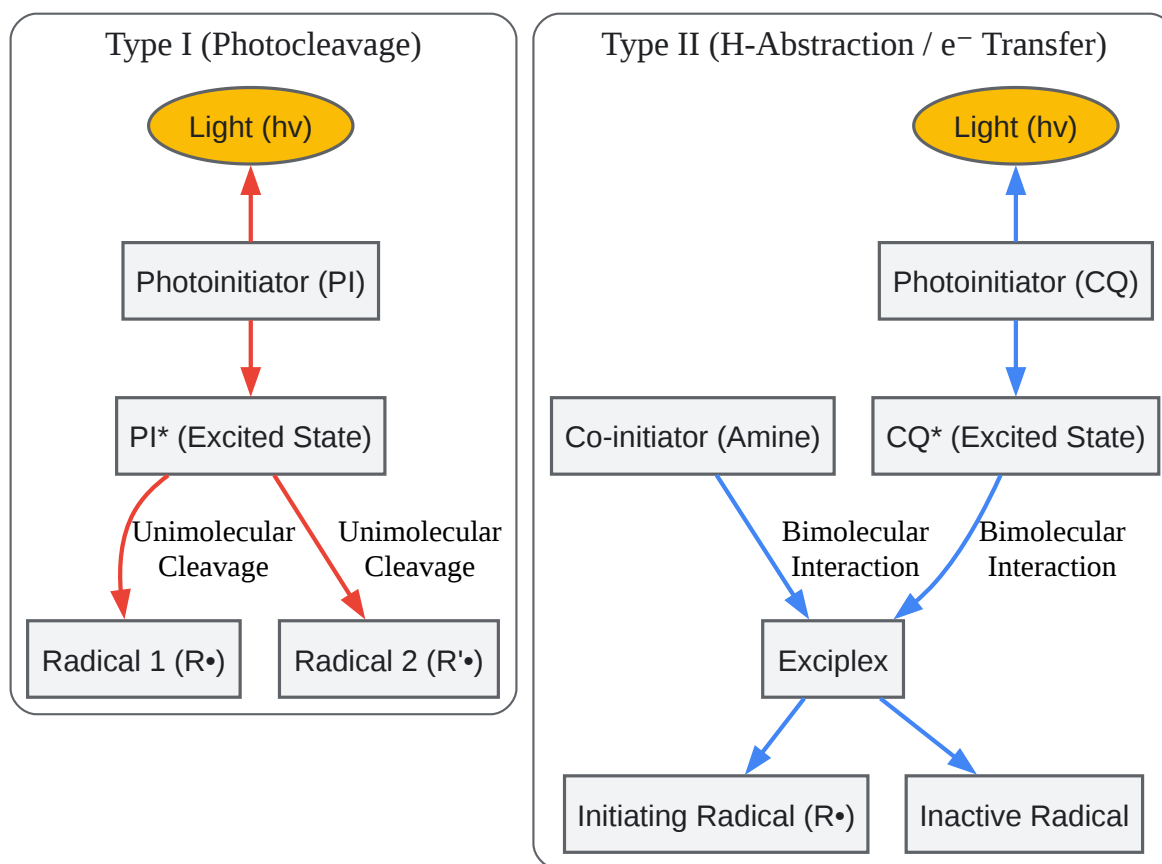 Type I (Photocleavage)
Light (hv)
Photoinitiator (PI)
PI* (Excited State)
Unimolecular
Cleavage
Unimolecular
Cleavage
Radical 1 (R•)
Radical 2 (R'•)
Type II (H-Abstraction / e⁻ Transfer)
Light (hv)
Photoinitiator (CQ)
Co-initiator (Amine)
CQ* (Excited State)
Bimolecular
Interaction
Bimolecular
Interaction
Exciplex
Initiating Radical (R•)
Inactive Radical